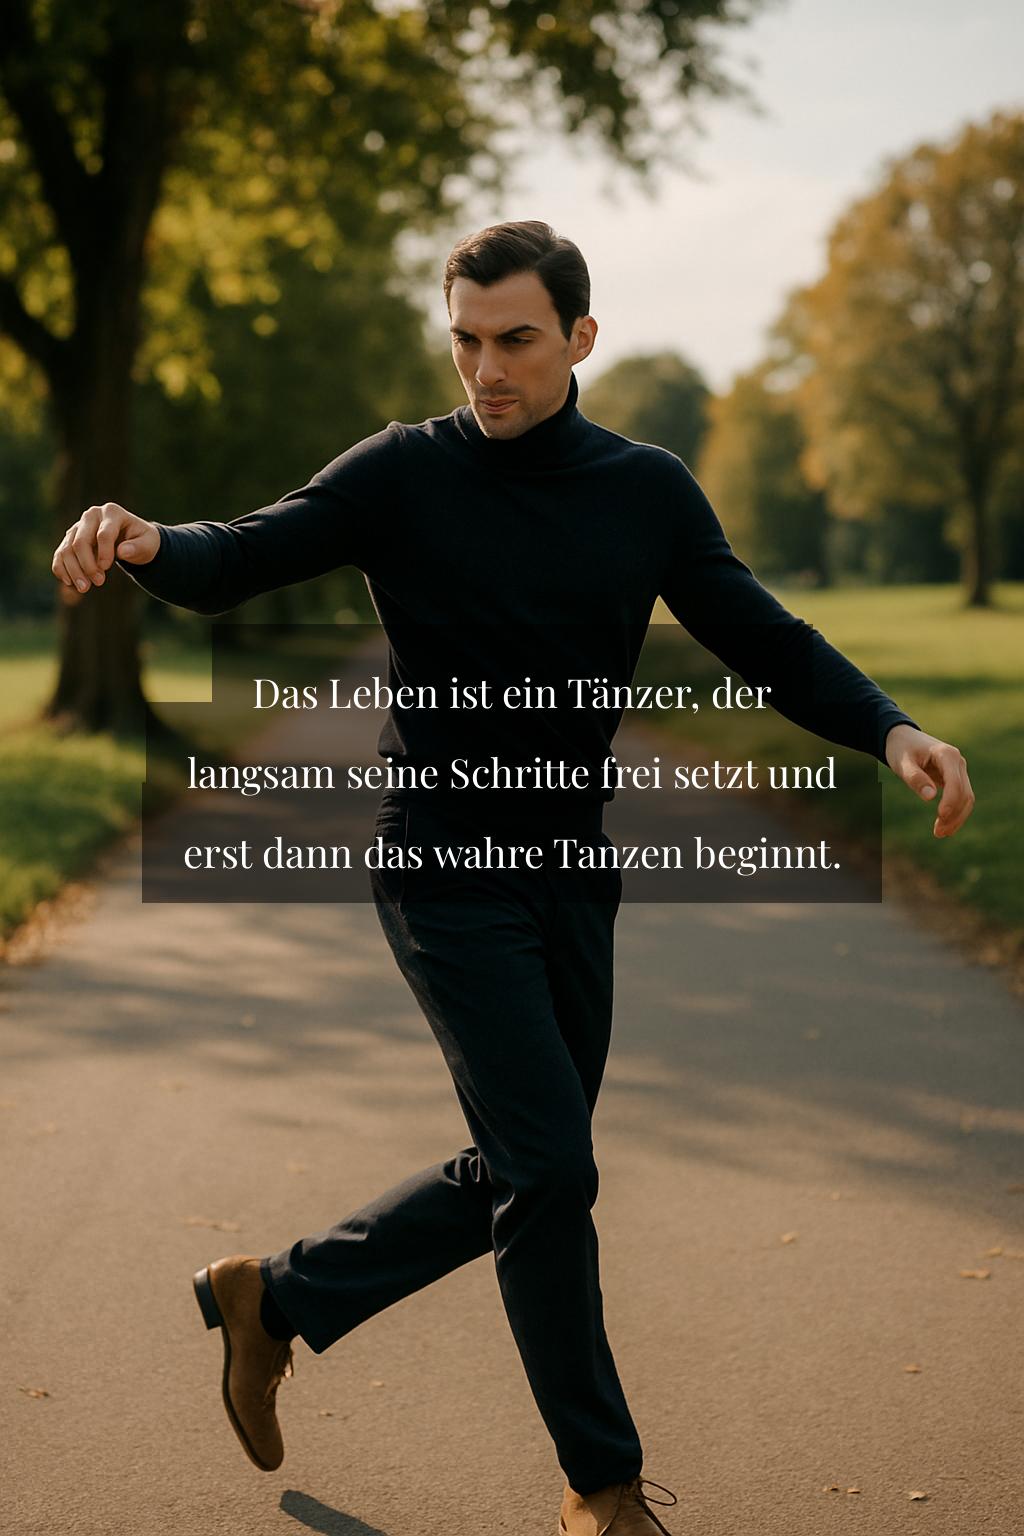 Das Leben ist ein Tänzer, der
langsam seine Schritte frei setzt und
erst dann das wahre Tanzen beginnt.